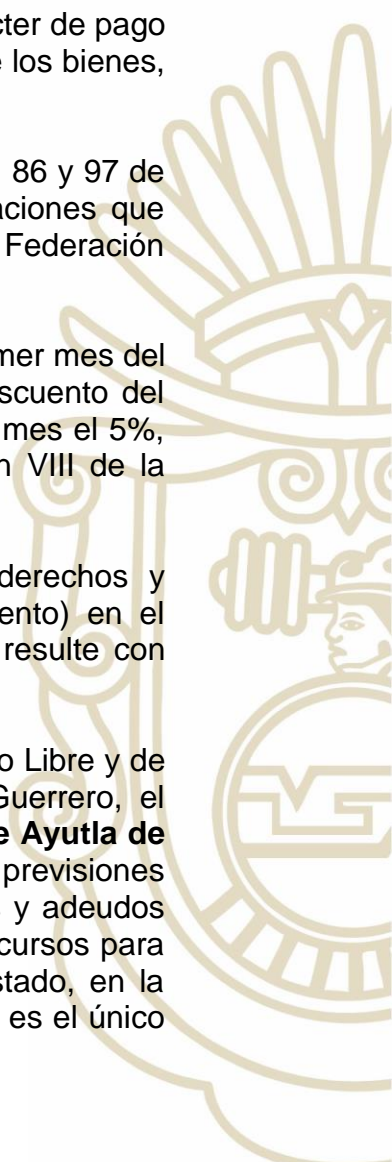 cter de pago
e los bienes,
86 y 97 de
aciones que
Federación
mer mes del
scuento del
mes el 5%,
n VIII de la
derechos y
ento) en el
resulte con
o Libre y de
Guerrero, el
e Ayutla de
previsiones
y adeudos
cursos para
stado, en la
es el único